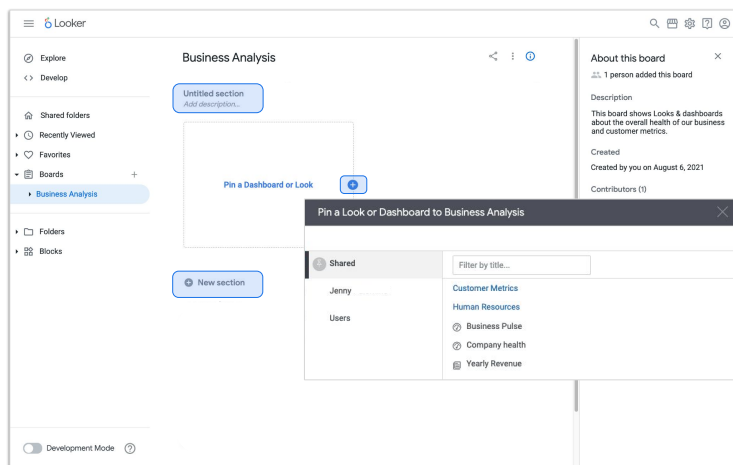 Looker
Explore
Develop
Shared folders
Recently Viewed
Favorites
Boards
Business Analysis
Folders
Blocks
Development Mode
Business Analysis
Untitled section
Add description...
Pin a Dashboard or Look
New section
About this board
1 person added this board
Description
This board shows Looks & dashboards
about the overall health of our business
and customer metrics.
Created
Created by you on August 6, 2021
Contributors (1)
Pin a Look or Dashboard to Business Analysis
Shared
Jenny
Users
Filter by title...
Customer Metrics
Human Resources
Business Pulse
Company health
Yearly Revenue